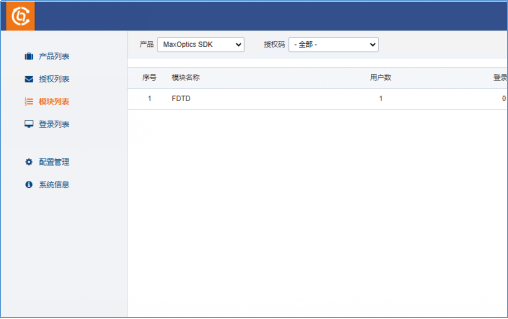 产品 MaxOptics SDK 授权码 - 全部 -
产品列表
授权列表
模块列表
登录列表
配置管理
系统信息
序号 模块名称 用户数 登录
1 FDTD 1 0